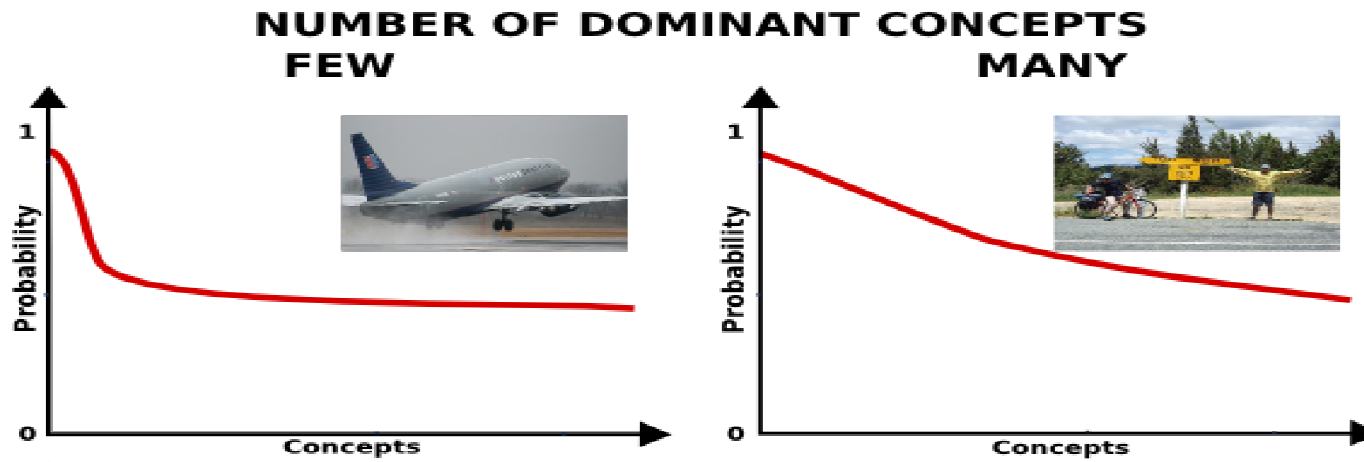 NUMBER OF DOMINANT CONCEPTS
FEW
MANY
1
Probability
0
Concepts
1
Probability
0
Concepts